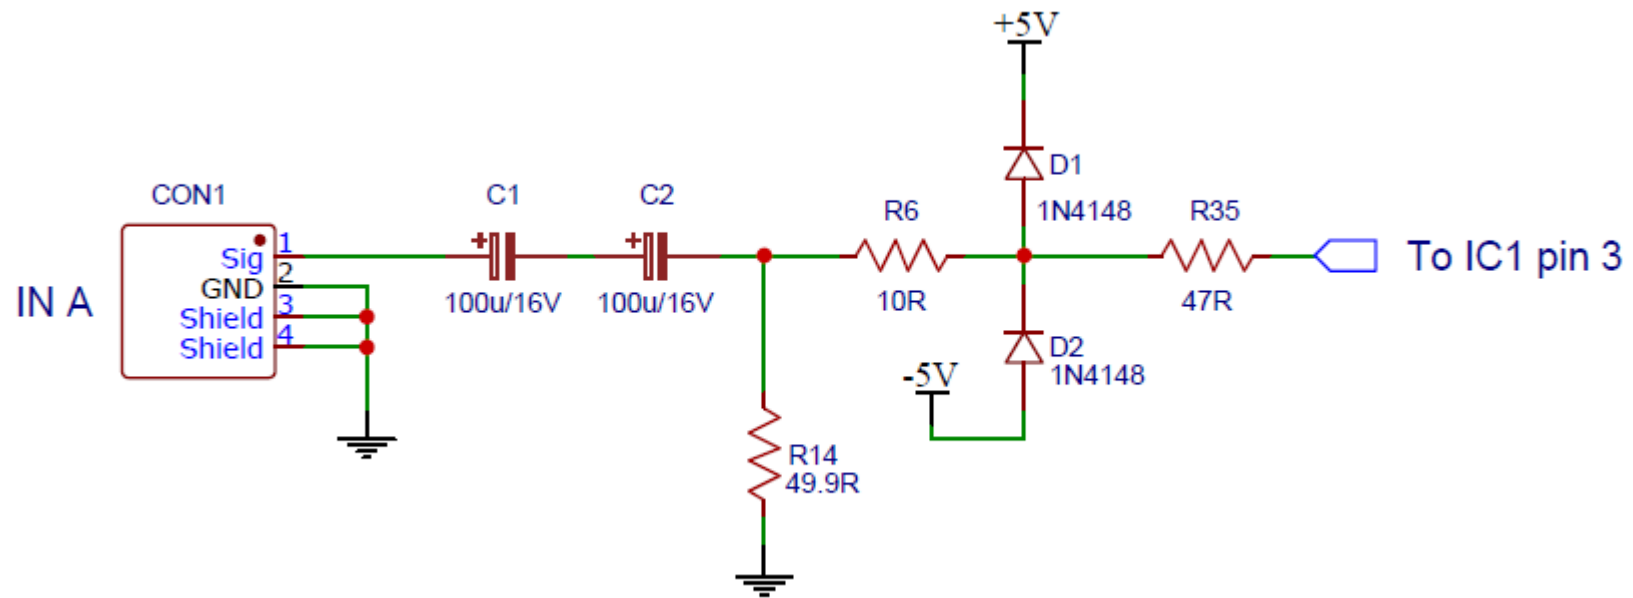 +5V
D1
1N4148
CON1
C1
C2
R6
R35
+
+
1
Sig
2
GND
3
Shield
4
Shield
IN A
100u/16V
100u/16V
10R
47R
To IC1 pin 3
D2
1N4148
-5V
R14
49.9R